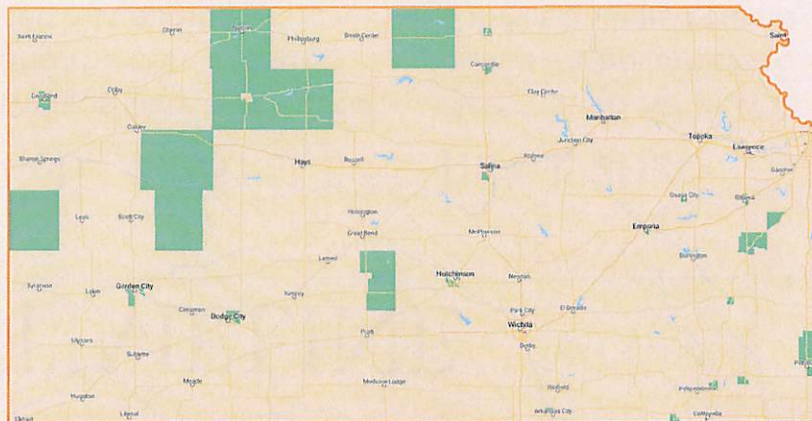 Saint Francis
Oberlin
Norton
Phillipsburg
Smith Center
Saint
Concordia
Goodland
Colby
Clay Center
Oakley
Manhattan
Junction City
Topeka
Lawrence
Sharon Springs
Hays
Russell
Salina
Abilene
Gardner
Osage City
Ottawa
Leoti
Scott City
Hoisington
Great Bend
McPherson
Emporia
Burlington
Larned
Syracuse
Lakin
Garden City
Hutchinson
Newton
Kinsley
Cimarron
Dodge City
Park City
El Dorado
Pratt
Wichita
Ulysses
Sublette
Derby
Meade
Medicine Lodge
Winfield
Independence
Hugoton
Liberal
Arkansas City
Coffeyville
Elkhart